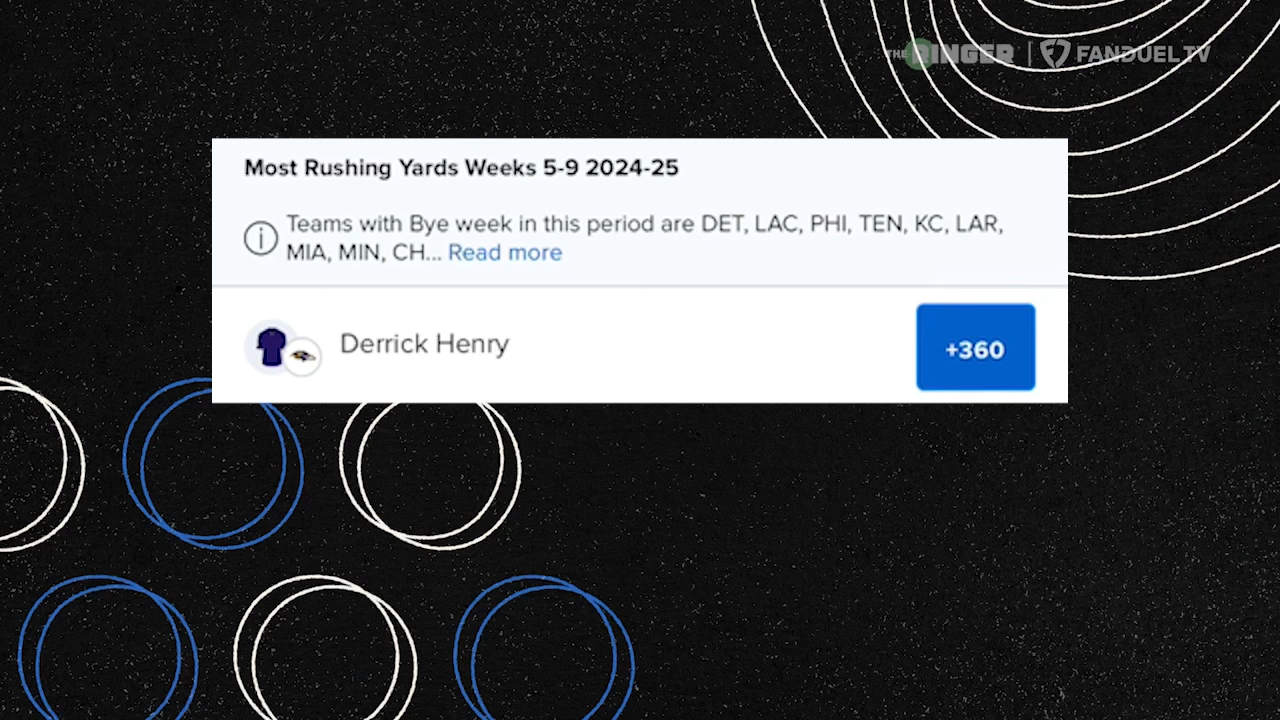 THE RINGER | FANDUEL TV
Most Rushing Yards Weeks 5-9 2024-25
Teams with Bye week in this period are DET, LAC, PHI, TEN, KC, LAR,
MIA, MIN, CH... Read more
Derrick Henry
+360